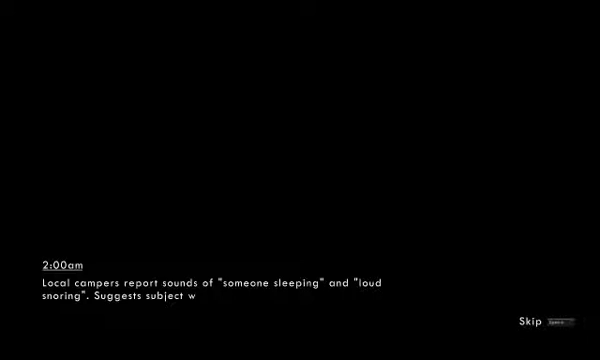 2:00am
Local campers report sounds of "someone sleeping" and "loud
snoring". Suggests subject w
Skip